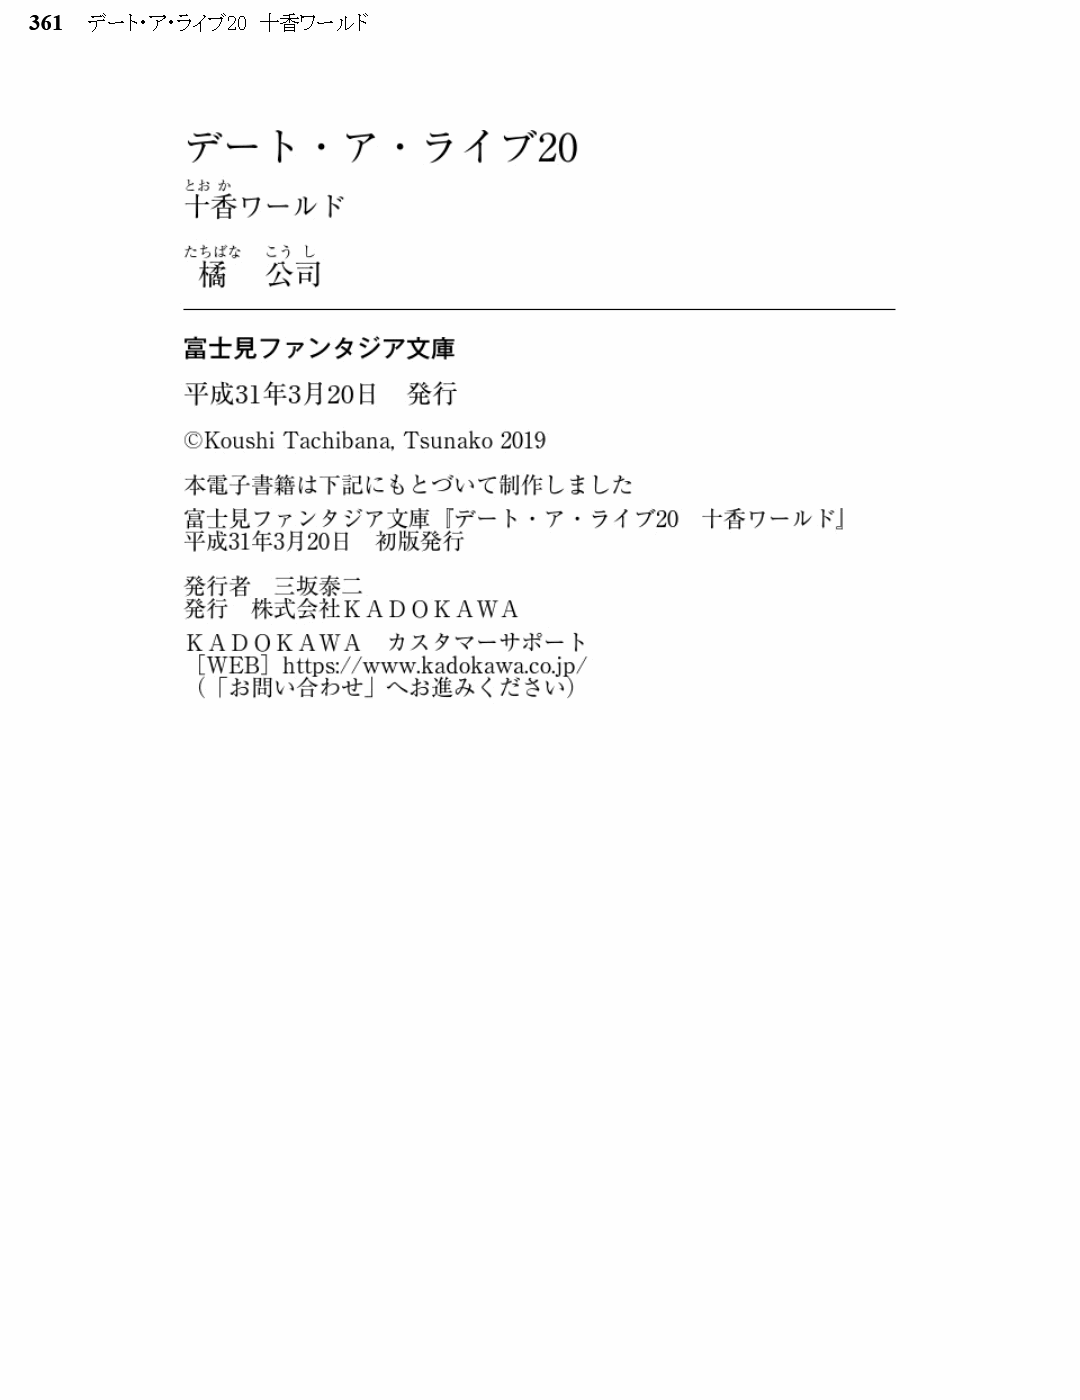 361 デート・ア・ライブ20 十香ワールド
デート・ア・ライブ20
とおか
十香ワールド
たちばな こうし
橘 公司
富士見ファンタジア文庫
平成31年3月20日 発行
©Koushi Tachibana, Tsunako 2019
本電子書籍は下記にもとづいて制作しました
富士見ファンタジア文庫『デート・ア・ライブ20 十香ワールド』
平成31年3月20日 初版発行
発行者 三坂泰二
発行 株式会社ＫＡＤＯＫＡＷＡ
ＫＡＤＯＫＡＷＡ カスタマーサポート
［WEB］https://www.kadokawa.co.jp/
（「お問い合わせ」へお進みください）